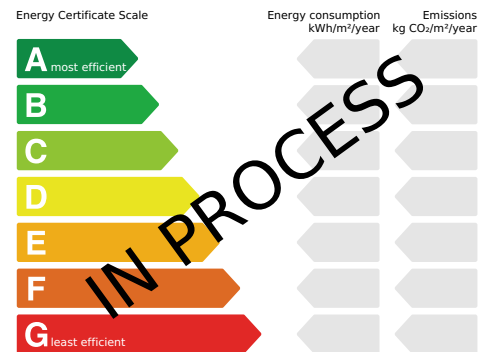 Energy Certificate Scale
Energy consumption
kWh/m²/year
Emissions
kg CO₂/m²/year
A most efficient
B
C
D
E
F
G least efficient
IN PROCESS